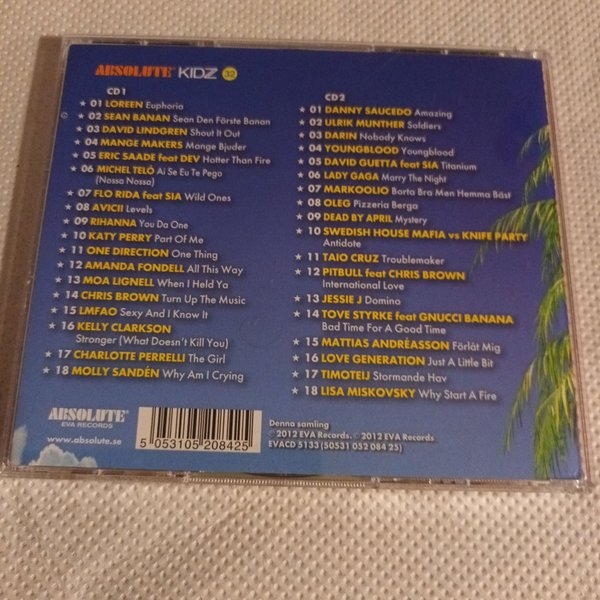 ABSOLUTE KIDZ 32
CD 1
★ 01 LOREEN Euphoria
★ 02 SEAN BANAN Sean Den Förste Banan
★ 03 DAVID LINDGREN Shout It Out
★ 04 MANGE MAKERS Mange Bjuder
★ 05 ERIC SAADE feat DEV Hotter Than Fire
★ 06 MICHEL TELÓ Ai Se Eu Te Pego
(Nossa Nossa)
★ 07 FLO RIDA feat SIA Wild Ones
★ 08 AVICII Levels
★ 09 RIHANNA You Da One
★ 10 KATY PERRY Part Of Me
★ 11 ONE DIRECTION One Thing
★ 12 AMANDA FONDELL All This Way
★ 13 MOA LIGNELL When I Held Ya
★ 14 CHRIS BROWN Turn Up The Music
★ 15 LMFAO Sexy And I Know It
★ 16 KELLY CLARKSON
Stronger (What Doesn't Kill You)
★ 17 CHARLOTTE PERRELLI The Girl
★ 18 MOLLY SANDÉN Why Am I Crying
CD2
★ 01 DANNY SAUCEDO Amazing
★ 02 ULRIK MUNTHER Soldiers
★ 03 DARIN Nobody Knows
★ 04 YOUNGBLOOD Youngblood
★ 05 DAVID GUETTA feat SIA Titanium
★ 06 LADY GAGA Marry The Night
★ 07 MARKOOLIO Borta Bra Men Hemma Bäst
★ 08 OLEG Pizzeria Berga
★ 09 DEAD BY APRIL Mystery
★ 10 SWEDISH HOUSE MAFIA vs KNIFE PARTY
Antidote
★ 11 TAIO CRUZ Troublemaker
★ 12 PITBULL feat CHRIS BROWN
International Love
★ 13 JESSIE J Domino
★ 14 TOVE STYRKE feat GNUCCI BANANA
Bad Time For A Good Time
★ 15 MATTIAS ANDRÉASSON Förlåt Mig
★ 16 LOVE GENERATION Just A Little Bit
★ 17 TIMOTEIJ Stormande Hav
★ 18 LISA MISKOVSKY Why Start A Fire
ABSOLUTE
EVA RECORDS
www.absolute.se
5 053105 208425
Denna samling
℗ 2012 EVA Records. © 2012 EVA Records
EVACD 5133 (50531 052 084 25)